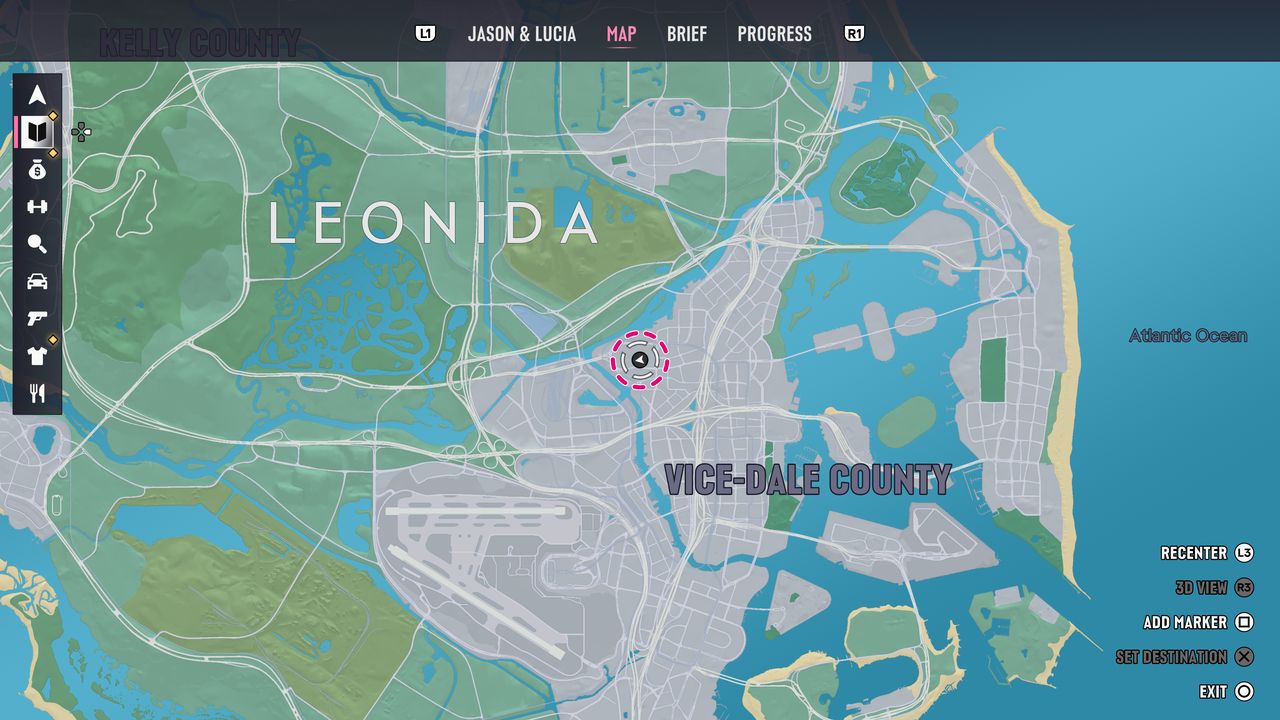 KELLY COUNTY
L1 JASON & LUCIA MAP BRIEF PROGRESS R1
$
LEONIDA
Atlantic Ocean
VICE-DALE COUNTY
RECENTER L3
3D VIEW R3
ADD MARKER
SET DESTINATION
EXIT